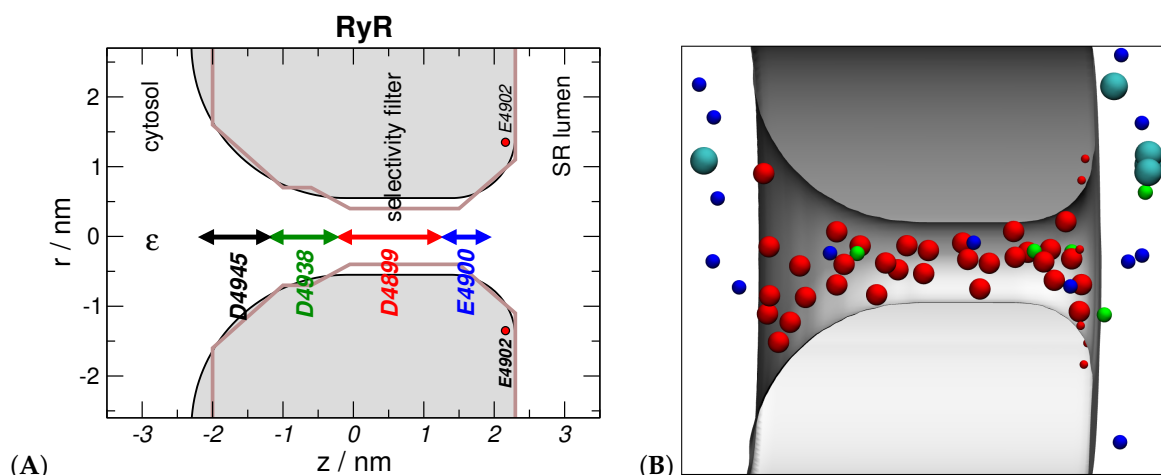 RyR
r / nm
2
1
0
-1
-2
cytosol
selectivity filter
E4902
SR lumen
ε
D4945
D4938
D4899
E4900
E4902
-3
-2
-1
0
1
2
3
z / nm
(A)
(B)